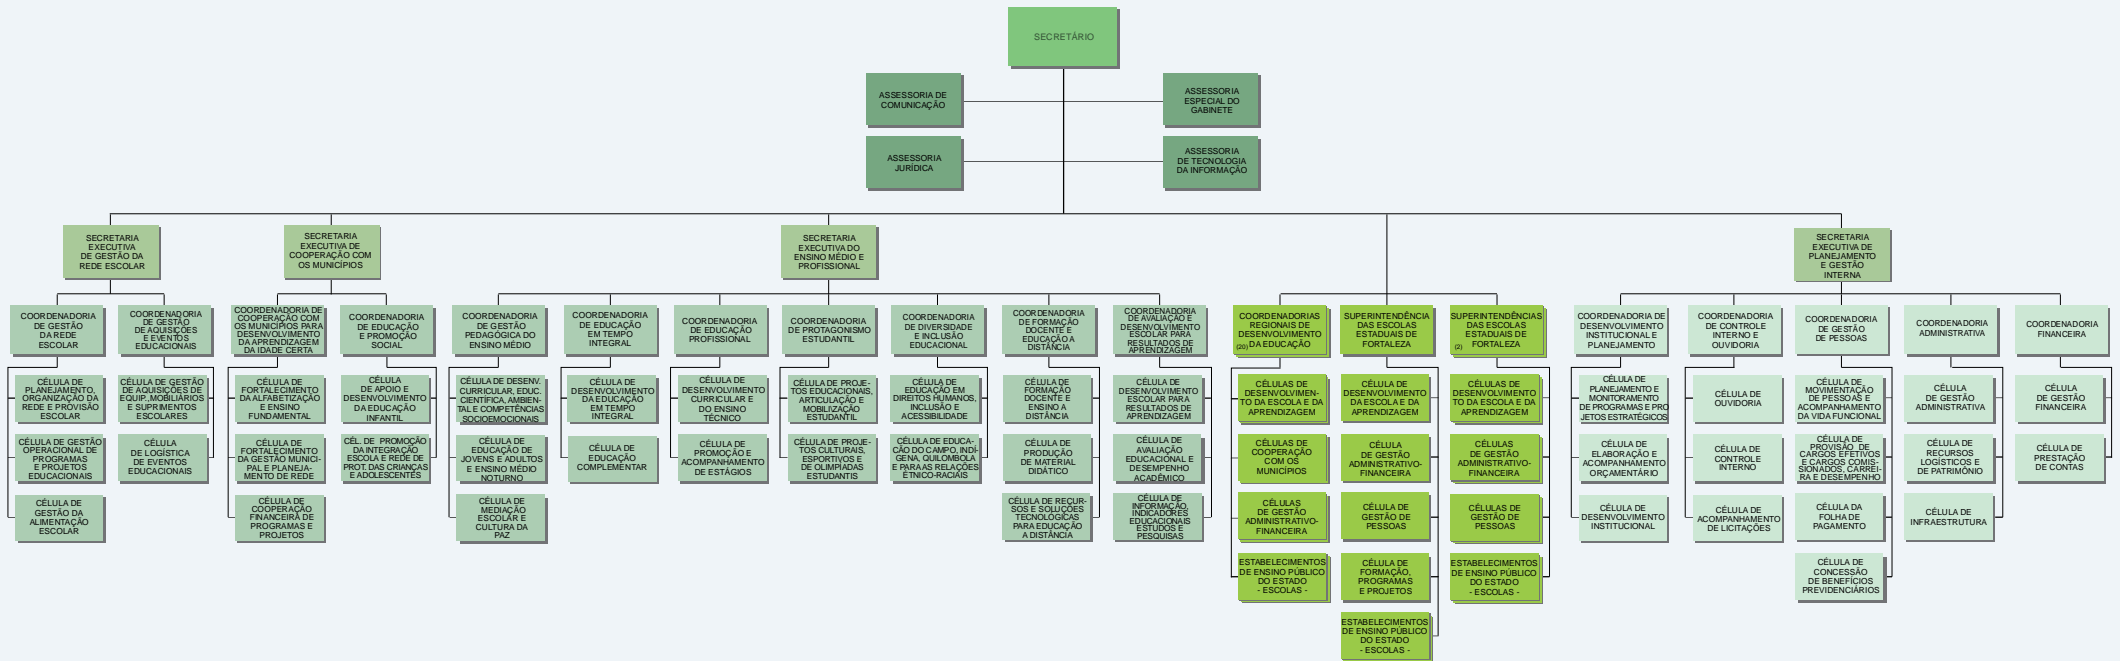 SECRETÁRIO
ASSESSORIA DE
COMUNICAÇÃO
ASSESSORIA
ESPECIAL DO
GABINETE
ASSESSORIA
JURÍDICA
ASSESSORIA
DE TECNOLOGIA
DA INFORMAÇÃO
SECRETARIA
EXECUTIVA
DE GESTÃO DA
REDE ESCOLAR
SECRETARIA
EXECUTIVA DE
COOPERAÇÃO COM
OS MUNICÍPIOS
SECRETARIA
EXECUTIVA DO
ENSINO MÉDIO E
PROFISSIONAL
SECRETARIA
EXECUTIVA DE
PLANEJAMENTO
E GESTÃO
INTERNA
COORDENADORIA
DE GESTÃO
DA REDE
ESCOLAR
COORDENADORIA
DE GESTÃO
DE AQUISIÇÕES
E EVENTOS
EDUCACIONAIS
COORDENADORIA DE
COOPERAÇÃO COM
OS MUNICÍPIOS PARA
DESENVOLVIMENTO
DA APRENDIZAGEM
DA IDADE CERTA
COORDENADORIA
DE EDUCAÇÃO
E PROMOÇÃO
SOCIAL
COORDENADORIA
DE GESTÃO
PEDAGÓGICA DO
ENSINO MÉDIO
COORDENADORIA
DE EDUCAÇÃO
EM TEMPO
INTEGRAL
COORDENADORIA
DE EDUCAÇÃO
PROFISSIONAL
COORDENADORIA
DE PROTAGONISMO
ESTUDANTIL
COORDENADORIA
DE DIVERSIDADE
E INCLUSÃO
EDUCACIONAL
COORDENADORIA
DE FORMAÇÃO
DOCENTE E
EDUCAÇÃO A
DISTÂNCIA
COORDENADORIA
DE AVALIAÇÃO E
DESENVOLVIMENTO
ESCOLAR PARA
RESULTADOS DE
APRENDIZAGEM
COORDENADORIAS
REGIONAIS DE
DESENVOLVIMENTO
(20) DA EDUCAÇÃO
SUPERINTENDÊNCIA
DAS ESCOLAS
ESTADUAIS DE
FORTALEZA
SUPERINTENDÊNCIAS
DAS ESCOLAS
ESTADUAIS DE
(2) FORTALEZA
COORDENADORIA DE
DESENVOLVIMENTO
INSTITUCIONAL E
PLANEJAMENTO
COORDENADORIA
DE CONTROLE
INTERNO E
OUVIDORIA
COORDENADORIA
DE GESTÃO
DE PESSOAS
COORDENADORIA
ADMINISTRATIVA
COORDENADORIA
FINANCEIRA
CÉLULA DE
PLANEJAMENTO,
ORGANIZAÇÃO DA
REDE E PROVISÃO
ESCOLAR
CÉLULA DE GESTÃO
DE AQUISIÇÕES DE
EQUIP.,MOBILIÁRIOS
E SUPRIMENTOS
ESCOLARES
CÉLULA DE
FORTALECIMENTO
DA ALFABETIZAÇÃO
E ENSINO
FUNDAMENTAL
CÉLULA
DE APOIO E
DESENVOLVIMENTO
DA EDUCAÇÃO
INFANTIL
CÉLULA DE DESENV.
CURRICULAR, EDUC.
CIENTÍFICA, AMBIEN-
TAL E COMPETÊNCIAS
SOCIOEMOCIONAIS
CÉLULA DE
DESENVOLVIMENTO
DA EDUCAÇÃO
EM TEMPO
INTEGRAL
CÉLULA DE
DESENVOLVIMENTO
CURRICULAR E
DO ENSINO
TÉCNICO
CÉLULA DE PROJE-
TOS EDUCACIONAIS,
ARTICULAÇÃO E
MOBILIZAÇÃO
ESTUDANTIL
CÉLULA DE
EDUCAÇÃO EM
DIREITOS HUMANOS,
INCLUSÃO E
ACESSIBILIDADE
CÉLULA DE
FORMAÇÃO
DOCENTE E
ENSINO A
DISTÂNCIA
CÉLULA DE
DESENVOLVIMENTO
ESCOLAR PARA
RESULTADOS DE
APRENDIZAGEM
CÉLULAS DE
DESENVOLVIMEN-
TO DA ESCOLA E DA
APRENDIZAGEM
CÉLULA DE
DESENVOLVIMENTO
DA ESCOLA E DA
APRENDIZAGEM
CÉLULAS DE
DESENVOLVIMEN
TO DA ESCOLA E DA
APRENDIZAGEM
CÉLULA DE
PLANEJAMENTO E
MONITORAMENTO
DE PROGRAMAS E PRO
JETOS ESTRATÉGICOS
CÉLULA DE
OUVIDORIA
CÉLULA DE
MOVIMENTAÇÃO
DE PESSOAS E
ACOMPANHAMENTO
DA VIDA FUNCIONAL
CÉLULA
DE GESTÃO
ADMINISTRATIVA
CÉLULA
DE GESTÃO
FINANCEIRA
CÉLULA DE GESTÃO
OPERACIONAL DE
PROGRAMAS
E PROJETOS
EDUCACIONAIS
CÉLULA
DE LOGÍSTICA
DE EVENTOS
EDUCACIONAIS
CÉLULA DE
FORTALECIMENTO
DA GESTÃO MUNICI-
PAL E PLANEJA-
MENTO DE REDE
CÉL. DE PROMOÇÃO
DA INTEGRAÇÃO
ESCOLA E REDE DE
PROT. DAS CRIANÇAS
E ADOLESCENTES
CÉLULA DE
EDUCAÇÃO DE
JOVENS E ADULTOS
E ENSINO MÉDIO
NOTURNO
CÉLULA DE
EDUCAÇÃO
COMPLEMENTAR
CÉLULA DE
PROMOÇÃO E
ACOMPANHAMENTO
DE ESTÁGIOS
CÉLULA DE PROJE-
TOS CULTURAIS,
ESPORTIVOS E
DE OLIMPÍADAS
ESTUDANTIS
CÉLULA DE EDUCA-
ÇÃO DO CAMPO, INDÍ-
GENA, QUILOMBOLA
E PARA AS RELAÇÕES
ÉTNICO-RACIAIS
CÉLULA DE
PRODUÇÃO
DE MATERIAL
DIDÁTICO
CÉLULA DE
AVALIAÇÃO
EDUCACIONAL E
DESEMPENHO
ACADÊMICO
CÉLULAS DE
COOPERAÇÃO
COM OS
MUNICÍPIOS
CÉLULA
DE GESTÃO
ADMINISTRATIVO-
FINANCEIRA
CÉLULAS
DE GESTÃO
ADMINISTRATIVO-
FINANCEIRA
CÉLULA DE
ELABORAÇÃO E
ACOMPANHAMENTO
ORÇAMENTÁRIO
CÉLULA DE
CONTROLE
INTERNO
CÉLULA DE
PROVISÃO DE
CARGOS EFETIVOS
E CARGOS COMIS-
SIONADOS, CARREI-
RA E DESEMPENHO
CÉLULA DE
RECURSOS
LOGÍSTICOS E
DE PATRIMÔNIO
CÉLULA DE
PRESTAÇÃO
DE CONTAS
CÉLULA DE
GESTÃO DA
ALIMENTAÇÃO
ESCOLAR
CÉLULA DE
COOPERAÇÃO
FINANCEIRA DE
PROGRAMAS E
PROJETOS
CÉLULA DE
MEDIAÇÃO
ESCOLAR E
CULTURA DA
PAZ
CÉLULA DE RECUR-
SOS E SOLUÇÕES
TECNOLÓGICAS
PARA EDUCAÇÃO
A DISTÂNCIA
CÉLULA DE
INFORMAÇÃO,
INDICADORES
EDUCACIONAIS
ESTUDOS E
PESQUISAS
CÉLULAS
DE GESTÃO
ADMINISTRATIVO-
FINANCEIRA
CÉLULA DE
GESTÃO DE
PESSOAS
CÉLULAS DE
GESTÃO DE
PESSOAS
CÉLULA DE
DESENVOLVIMENTO
INSTITUCIONAL
CÉLULA DE
ACOMPANHAMENTO
DE LICITAÇÕES
CÉLULA
DA FOLHA DE
PAGAMENTO
CÉLULA DE
INFRAESTRUTURA
ESTABELECIMENTOS
DE ENSINO PÚBLICO
DO ESTADO
- ESCOLAS -
CÉLULA DE
FORMAÇÃO,
PROGRAMAS
E PROJETOS
ESTABELECIMENTOS
DE ENSINO PÚBLICO
DO ESTADO
- ESCOLAS -
CÉLULA DE
CONCESSÃO
DE BENEFÍCIOS
PREVIDENCIÁRIOS
ESTABELECIMENTOS
DE ENSINO PÚBLICO
DO ESTADO
- ESCOLAS -